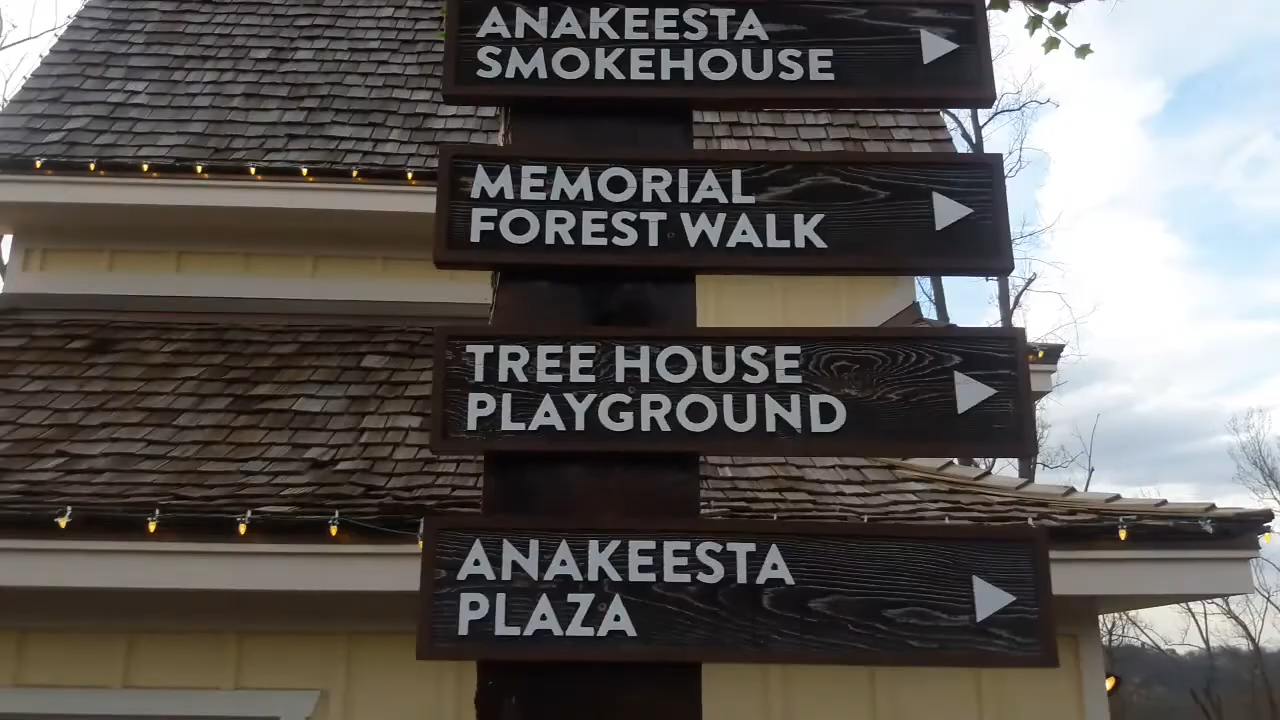 ANAKEESTA
SMOKEHOUSE
MEMORIAL
FOREST WALK
TREE HOUSE
PLAYGROUND
ANAKEESTA
PLAZA